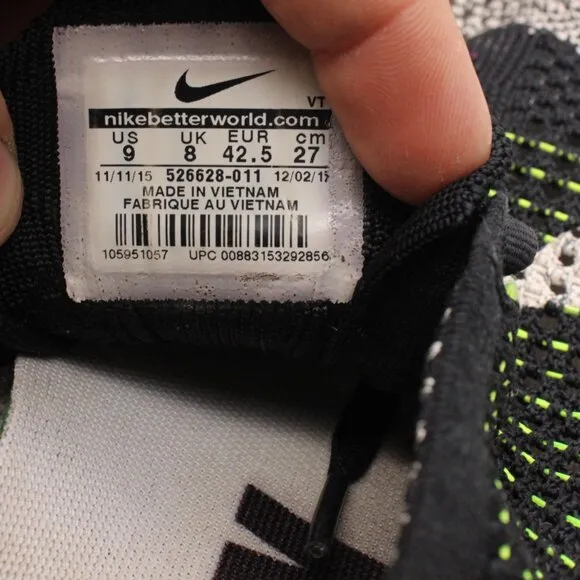 VT
nikebetterworld.com
US UK EUR cm
9 8 42.5 27
11/11/15 526628-011
MADE IN VIETNAM
FABRIQUE AU VIETNAM
105951057 UPC 00883153292856